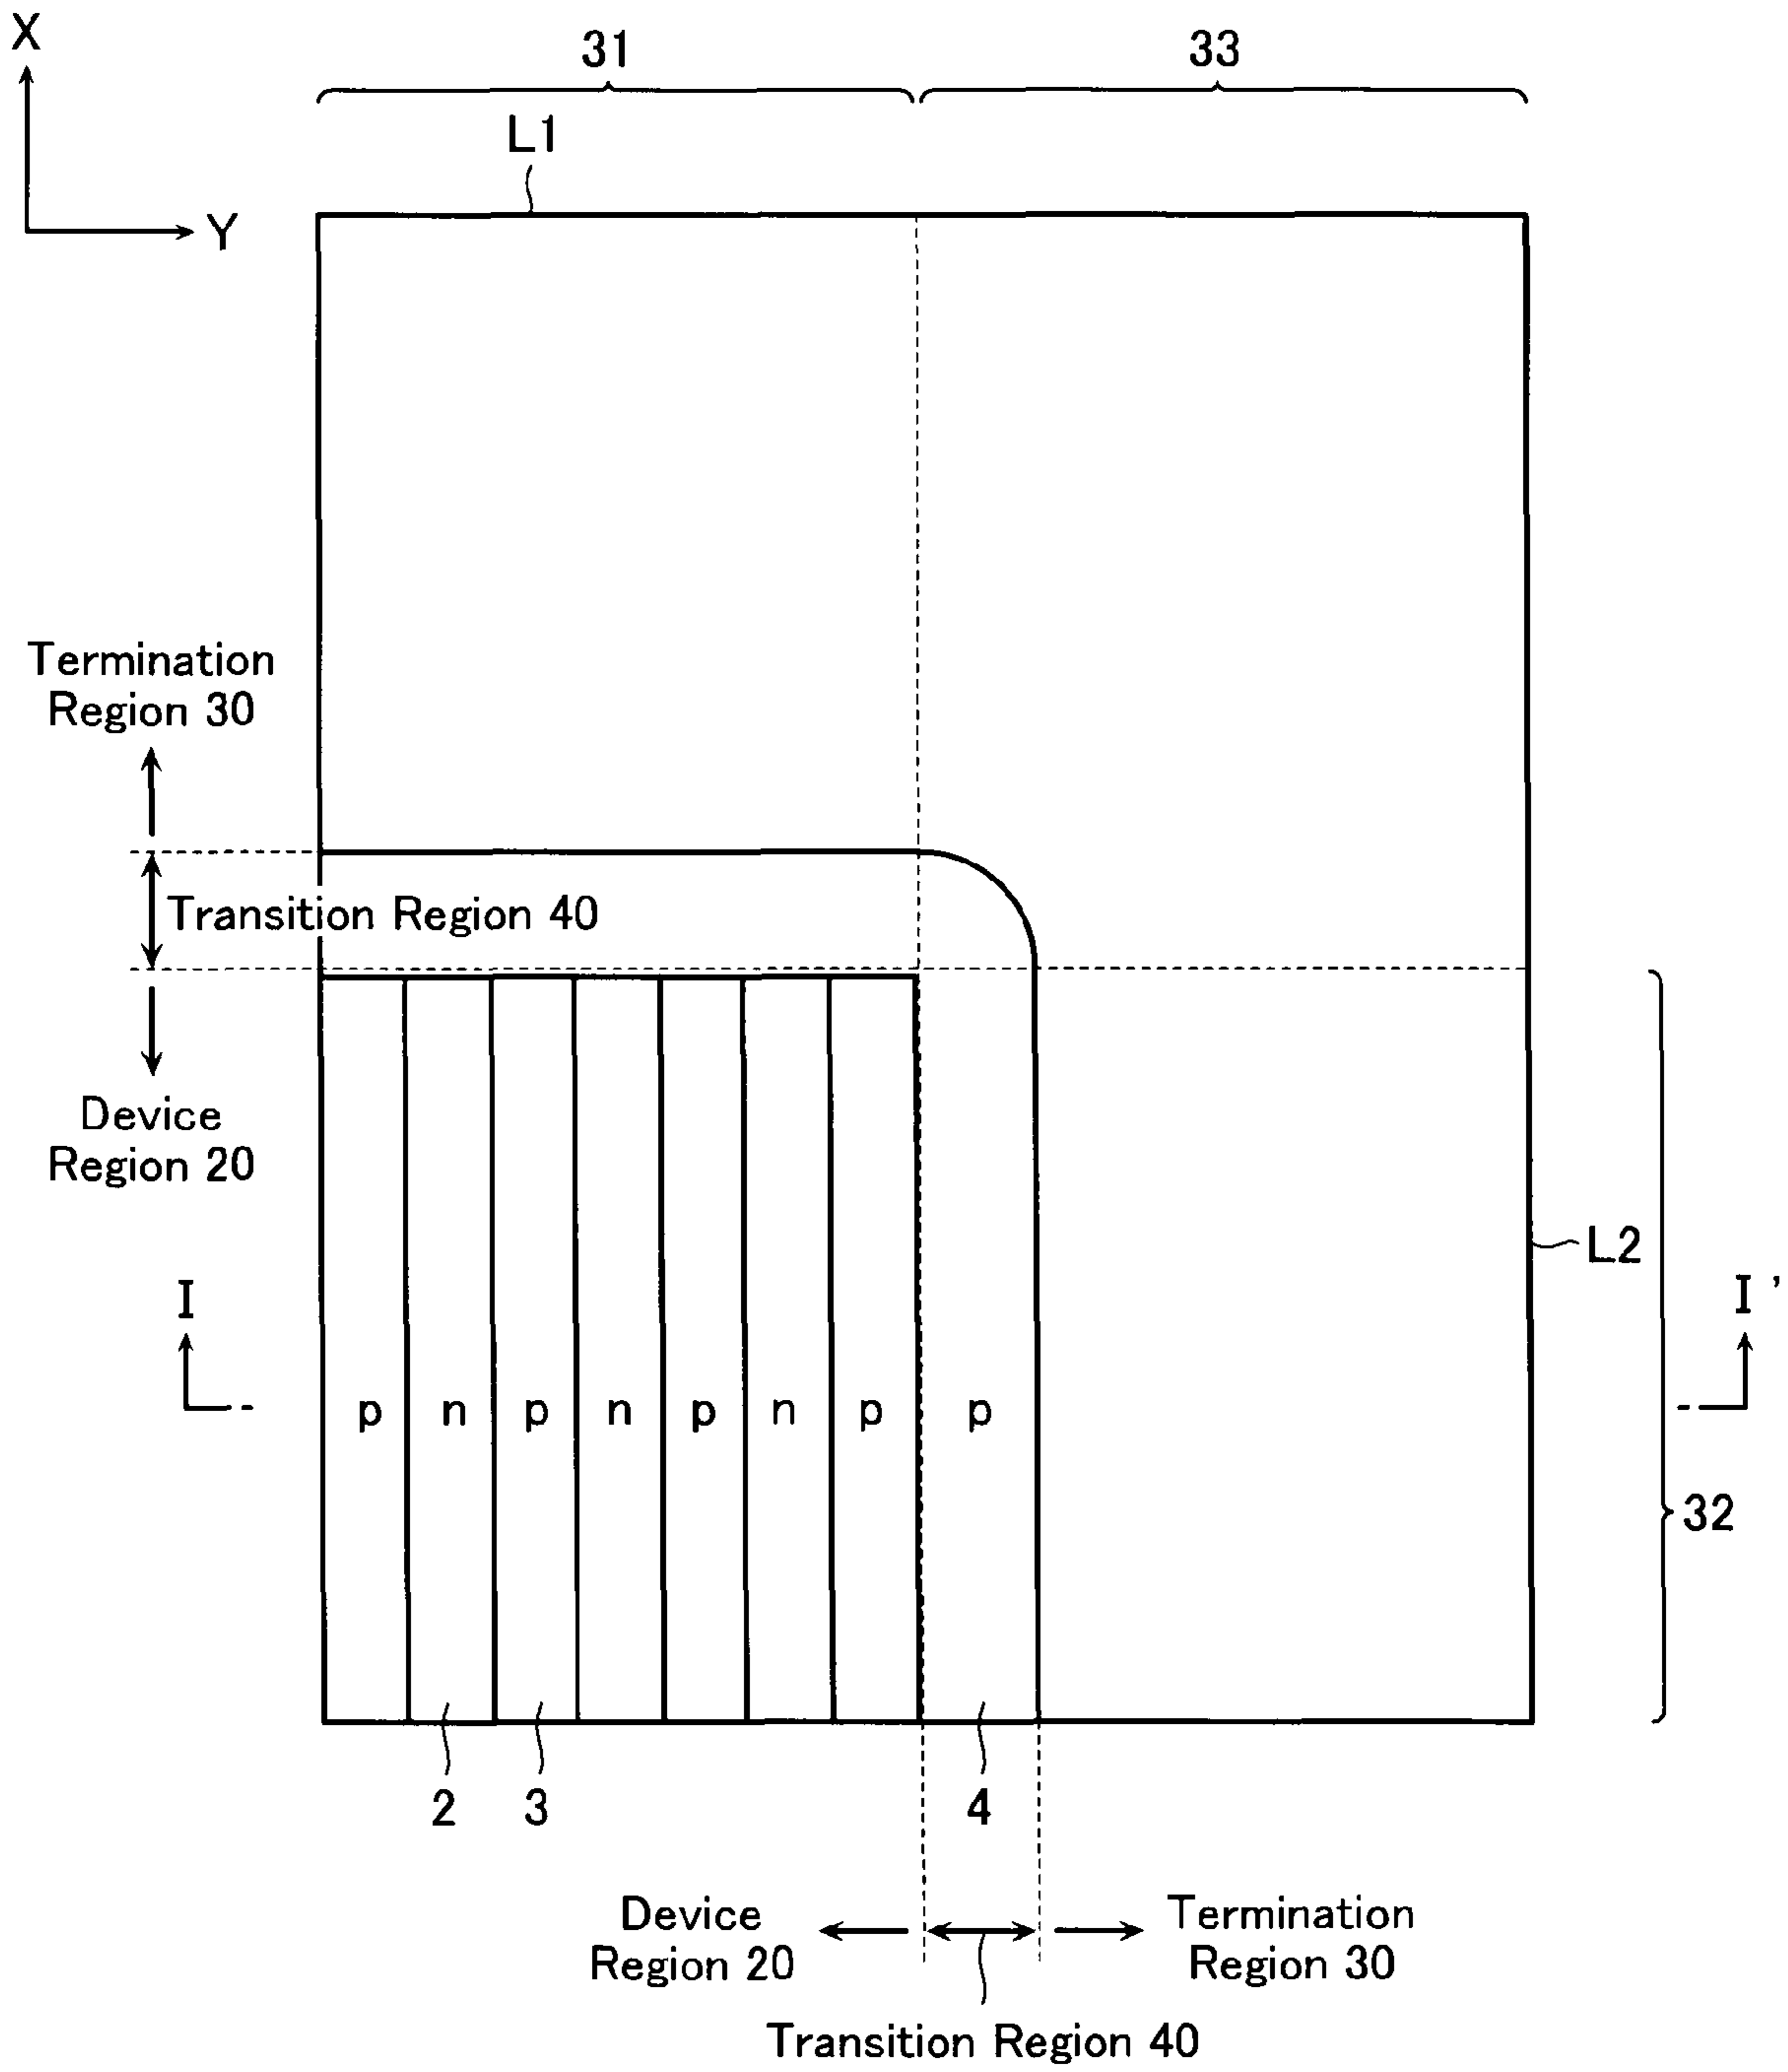 X
31
33
L1
Y
Termination
Region 30
Transition Region 40
Device
Region 20
L2
I
I'
p n p n p n p p
32
2
3
4
Device
Region 20
Termination
Region 30
Transition Region 40